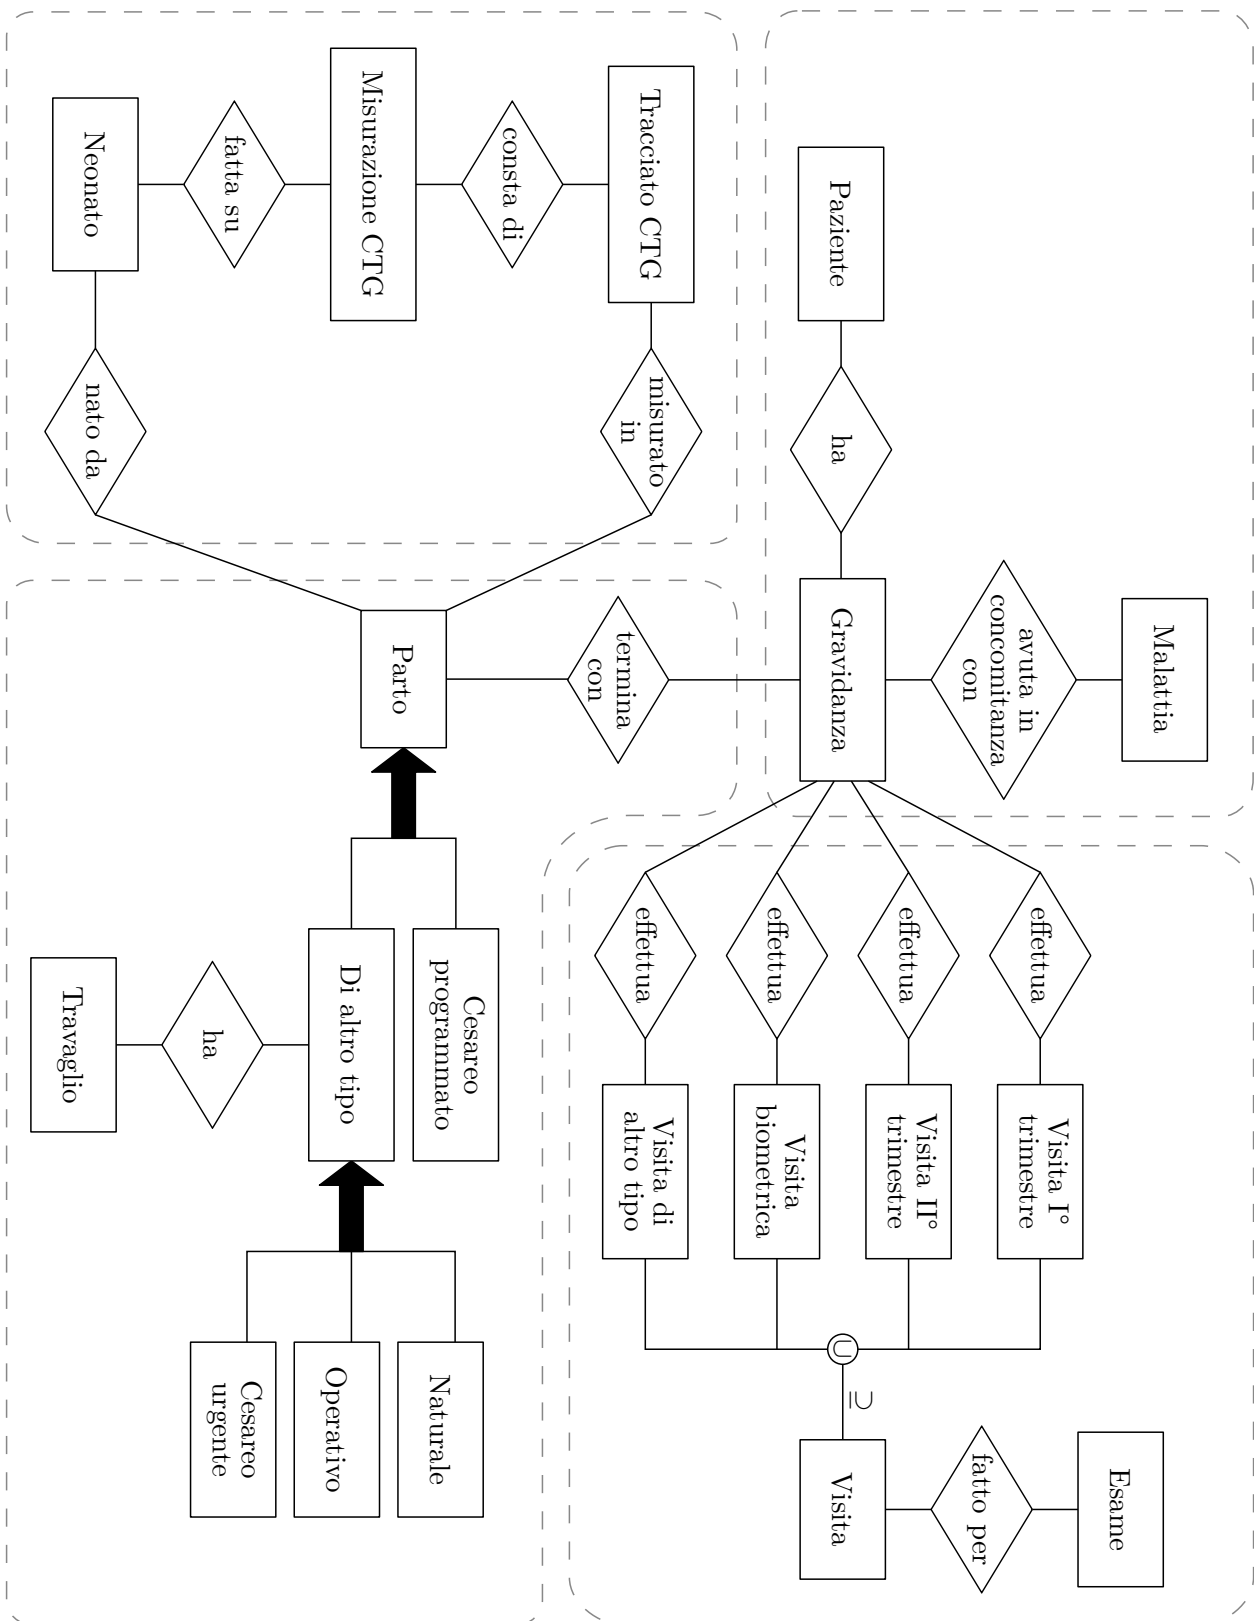 Malattia
Esame
avuta in
concomitanza
con
effettua
Visita I°
trimestre
fatto per
effettua
Visita II°
trimestre
Paziente
ha
Gravidanza
∪
⊆
Visita
effettua
Visita
biometrica
effettua
Visita di
altro tipo
Tracciato CTG
misurato
in
termina
con
consta di
Misurazione CTG
Parto
Cesareo
programmato
Naturale
Di altro tipo
Operativo
fatta su
ha
Cesareo
urgente
Neonato
nato da
Travaglio